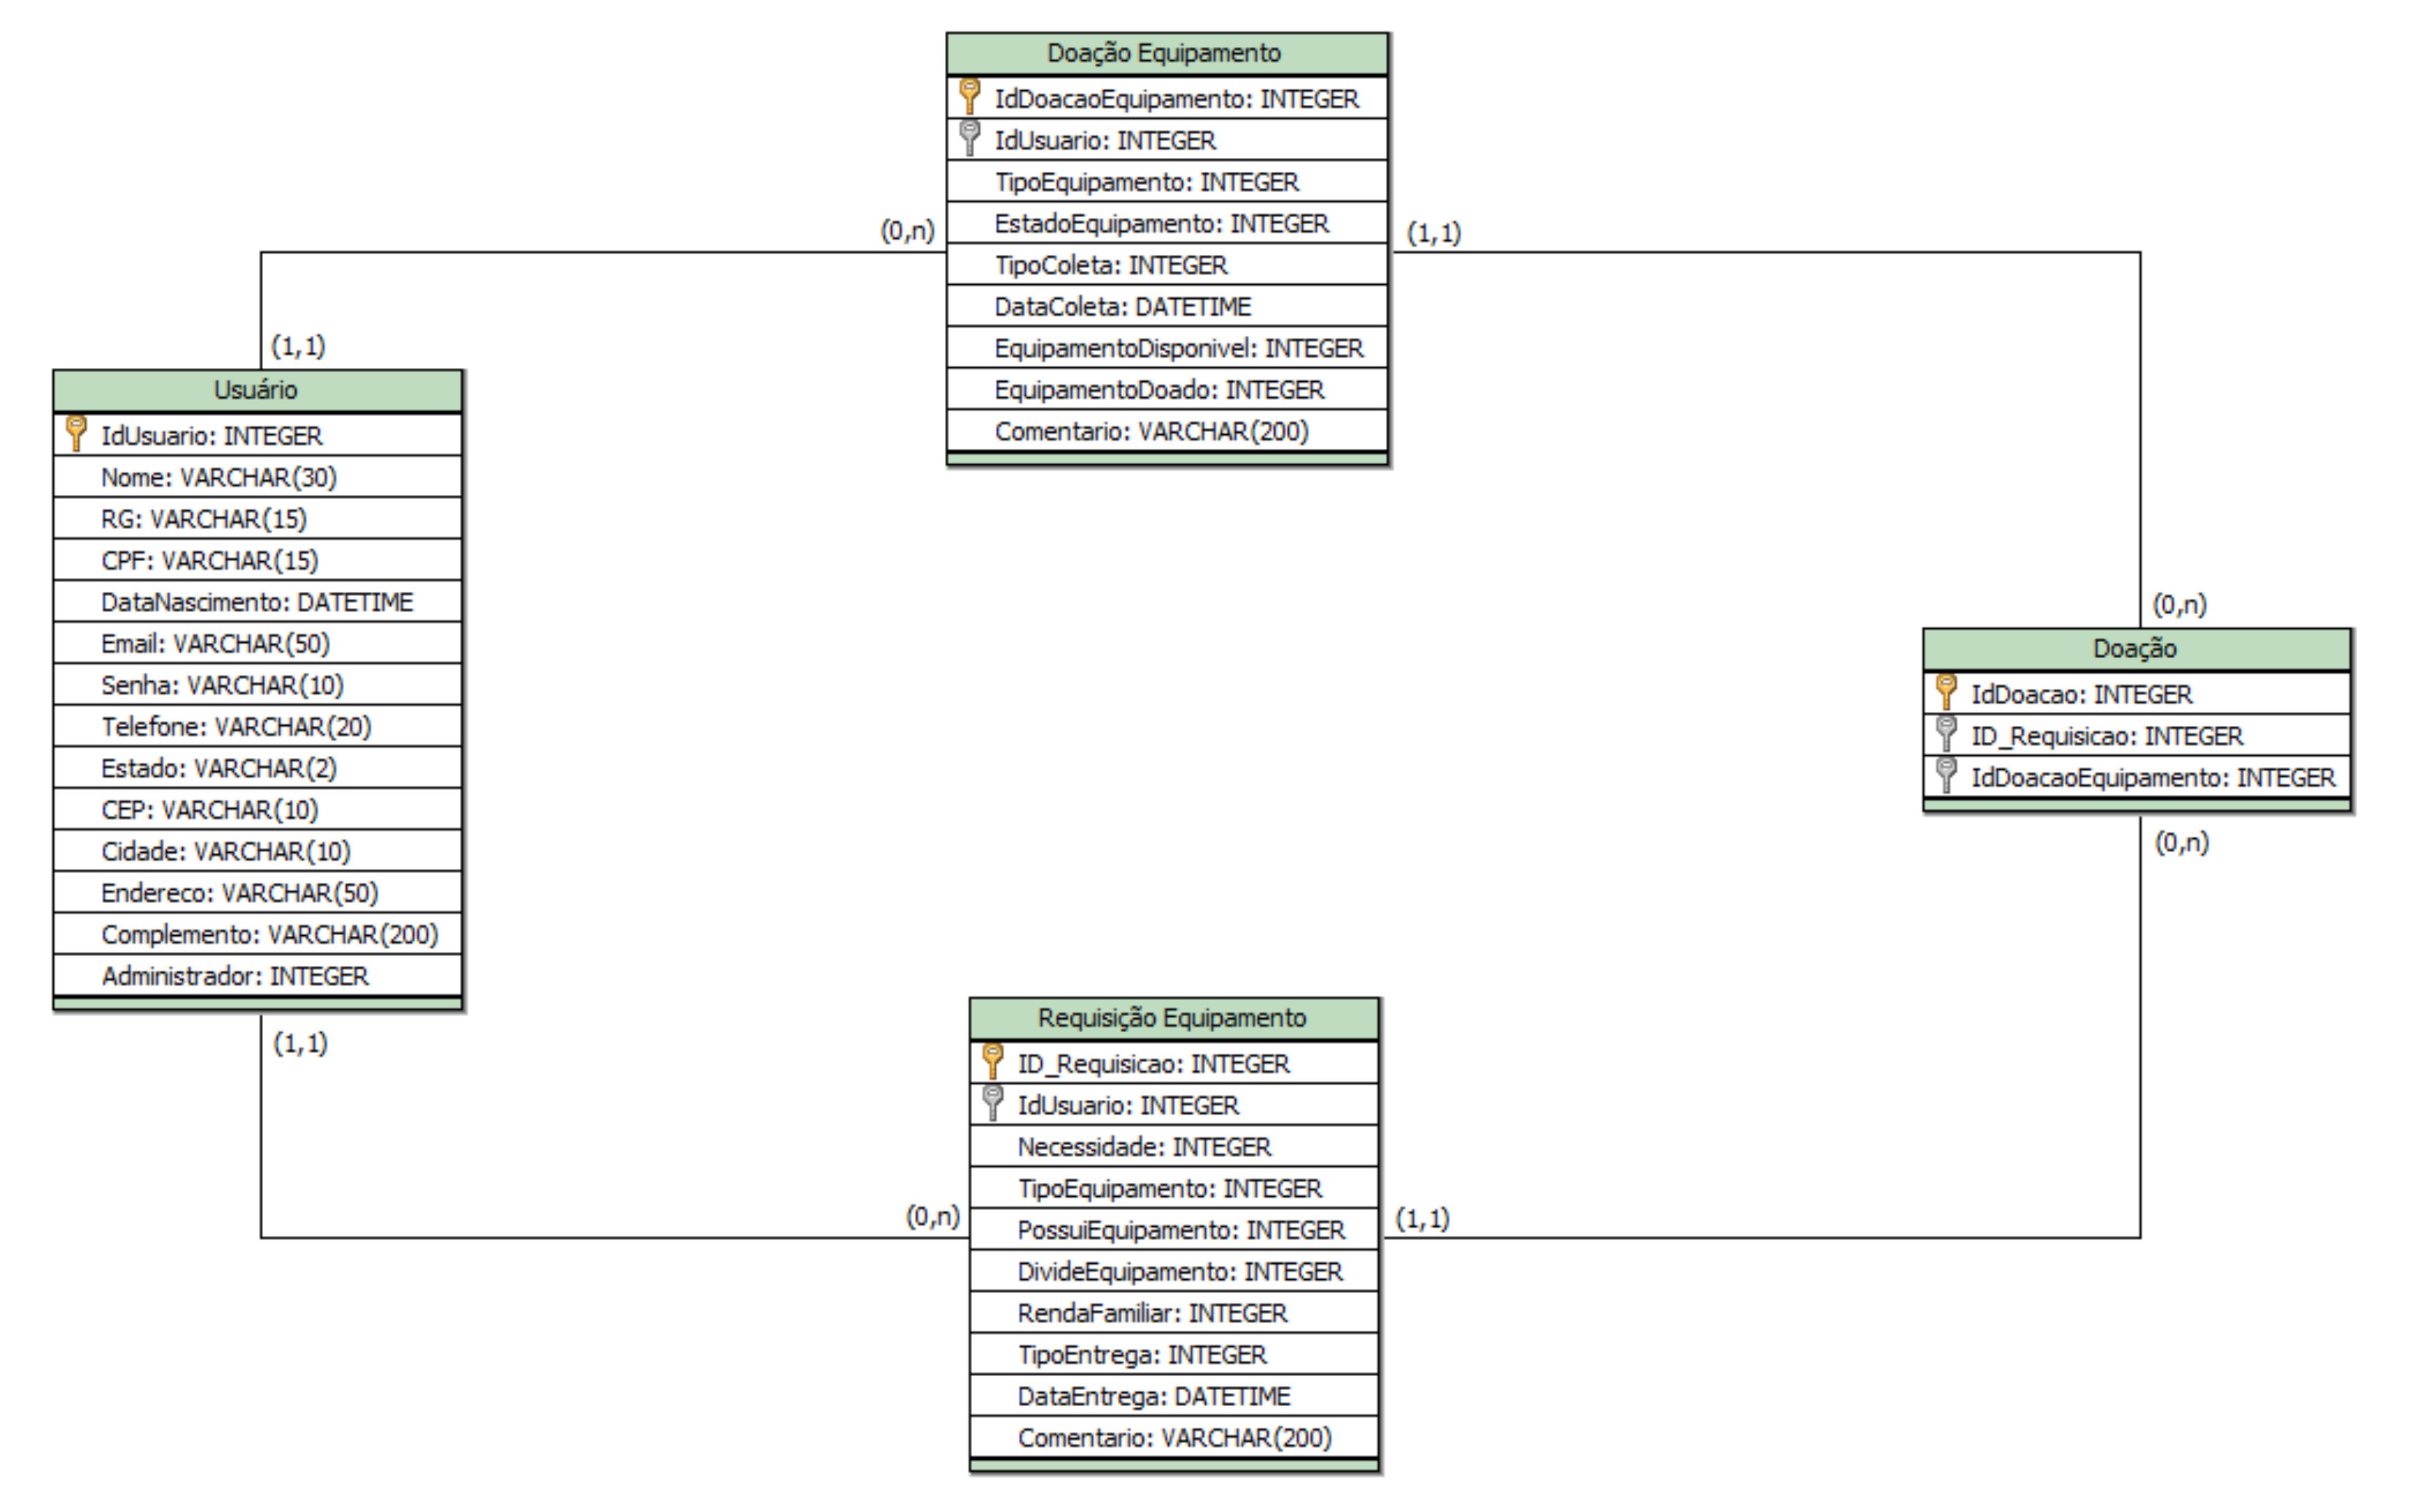 Doação Equipamento
IdDoacaoEquipamento: INTEGER
IdUsuario: INTEGER
TipoEquipamento: INTEGER
EstadoEquipamento: INTEGER
TipoColeta: INTEGER
DataColeta: DATETIME
EquipamentoDisponivel: INTEGER
EquipamentoDoado: INTEGER
Comentario: VARCHAR(200)
(0,n)
(1,1)
(1,1)
Usuário
IdUsuario: INTEGER
Nome: VARCHAR(30)
RG: VARCHAR(15)
CPF: VARCHAR(15)
DataNascimento: DATETIME
Email: VARCHAR(50)
Senha: VARCHAR(10)
Telefone: VARCHAR(20)
Estado: VARCHAR(2)
CEP: VARCHAR(10)
Cidade: VARCHAR(10)
Endereco: VARCHAR(50)
Complemento: VARCHAR(200)
Administrador: INTEGER
(1,1)
(0,n)
Doação
IdDoacao: INTEGER
ID_Requisicao: INTEGER
IdDoacaoEquipamento: INTEGER
(0,n)
Requisição Equipamento
ID_Requisicao: INTEGER
IdUsuario: INTEGER
Necessidade: INTEGER
TipoEquipamento: INTEGER
PossuiEquipamento: INTEGER
DivideEquipamento: INTEGER
RendaFamiliar: INTEGER
TipoEntrega: INTEGER
DataEntrega: DATETIME
Comentario: VARCHAR(200)
(0,n)
(1,1)